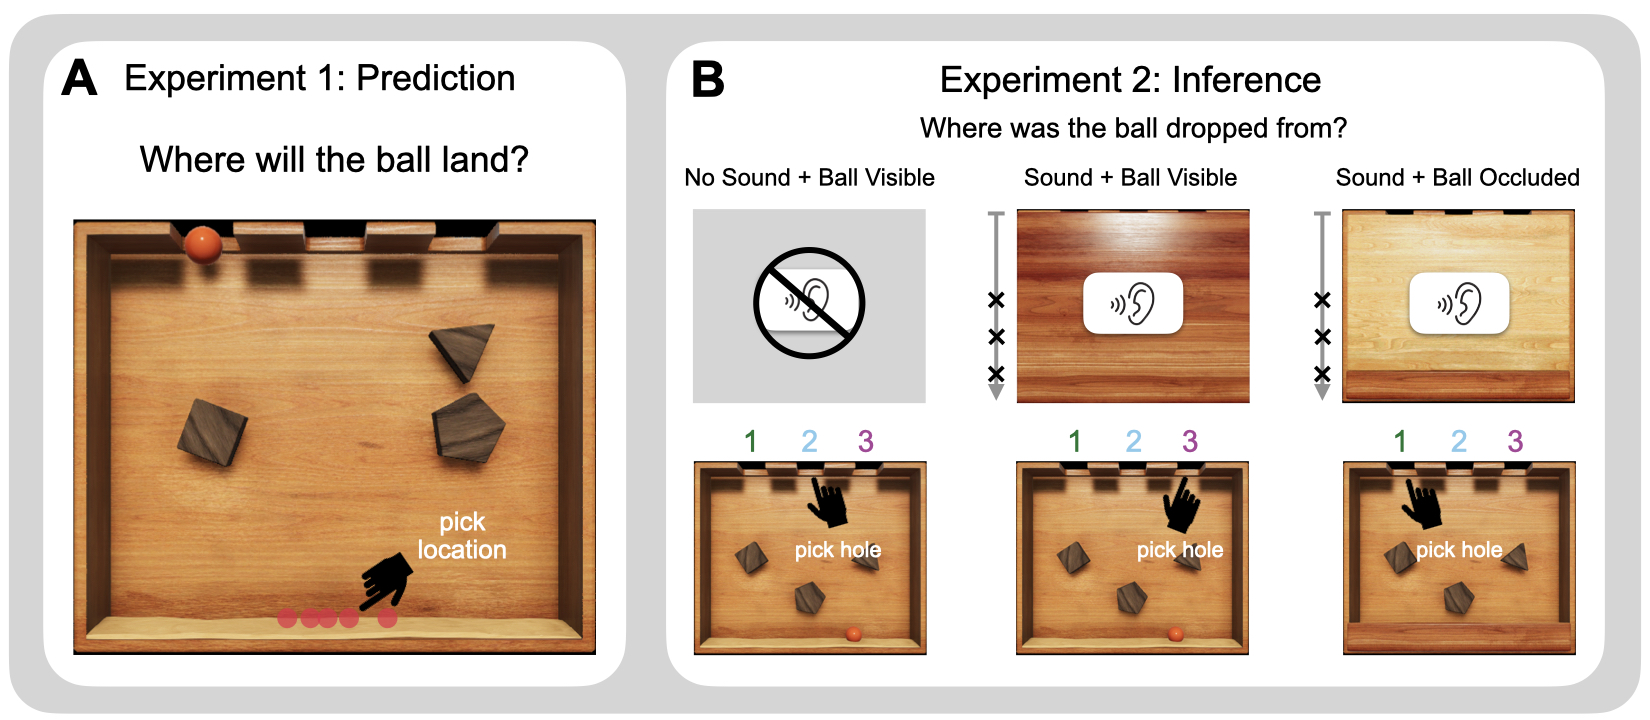 A Experiment 1: Prediction
Where will the ball land?
pick
location
B Experiment 2: Inference
Where was the ball dropped from?
No Sound + Ball Visible
Sound + Ball Visible
Sound + Ball Occluded
1 2 3
pick hole
1 2 3
pick hole
1 2 3
pick hole